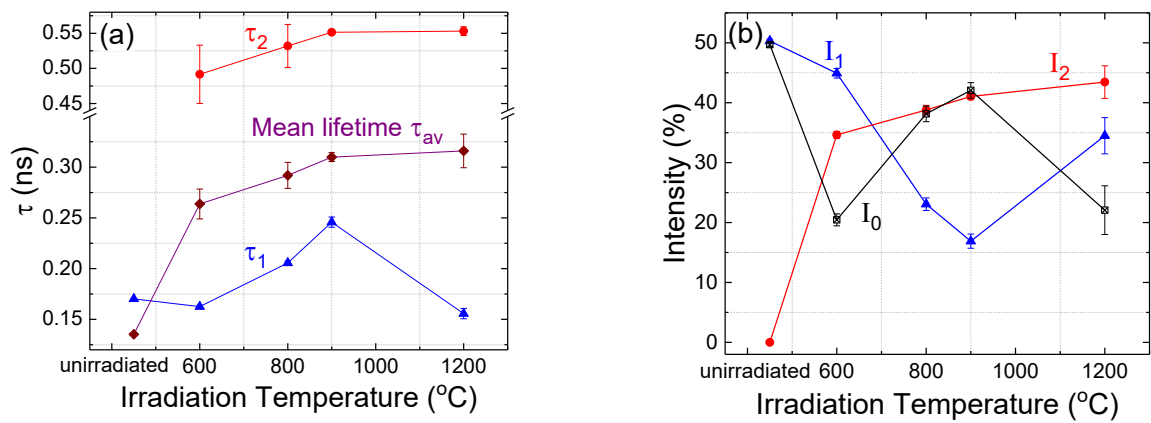 (a)
τ2
Mean lifetime τav
τ1
0.55
0.50
0.45
0.30
0.25
0.20
0.15
τ (ns)
unirradiated 600 800 1000 1200
Irradiation Temperature (°C)
(b)
I1
I2
I0
50
40
30
20
10
0
Intensity (%)
unirradiated 600 800 1000 1200
Irradiation Temperature (°C)